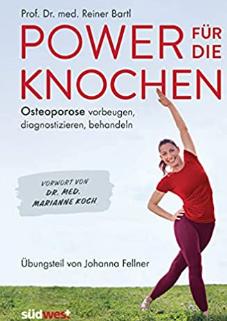 Prof. Dr. med. Reiner Bartl
POWER FÜR DIE
KNOCHEN
Osteoporose vorbeugen,
diagnostizieren, behandeln
VORWORT VON
DR. MED.
MARIANNE KOCH
Übungsteil von Johanna Fellner
südwest